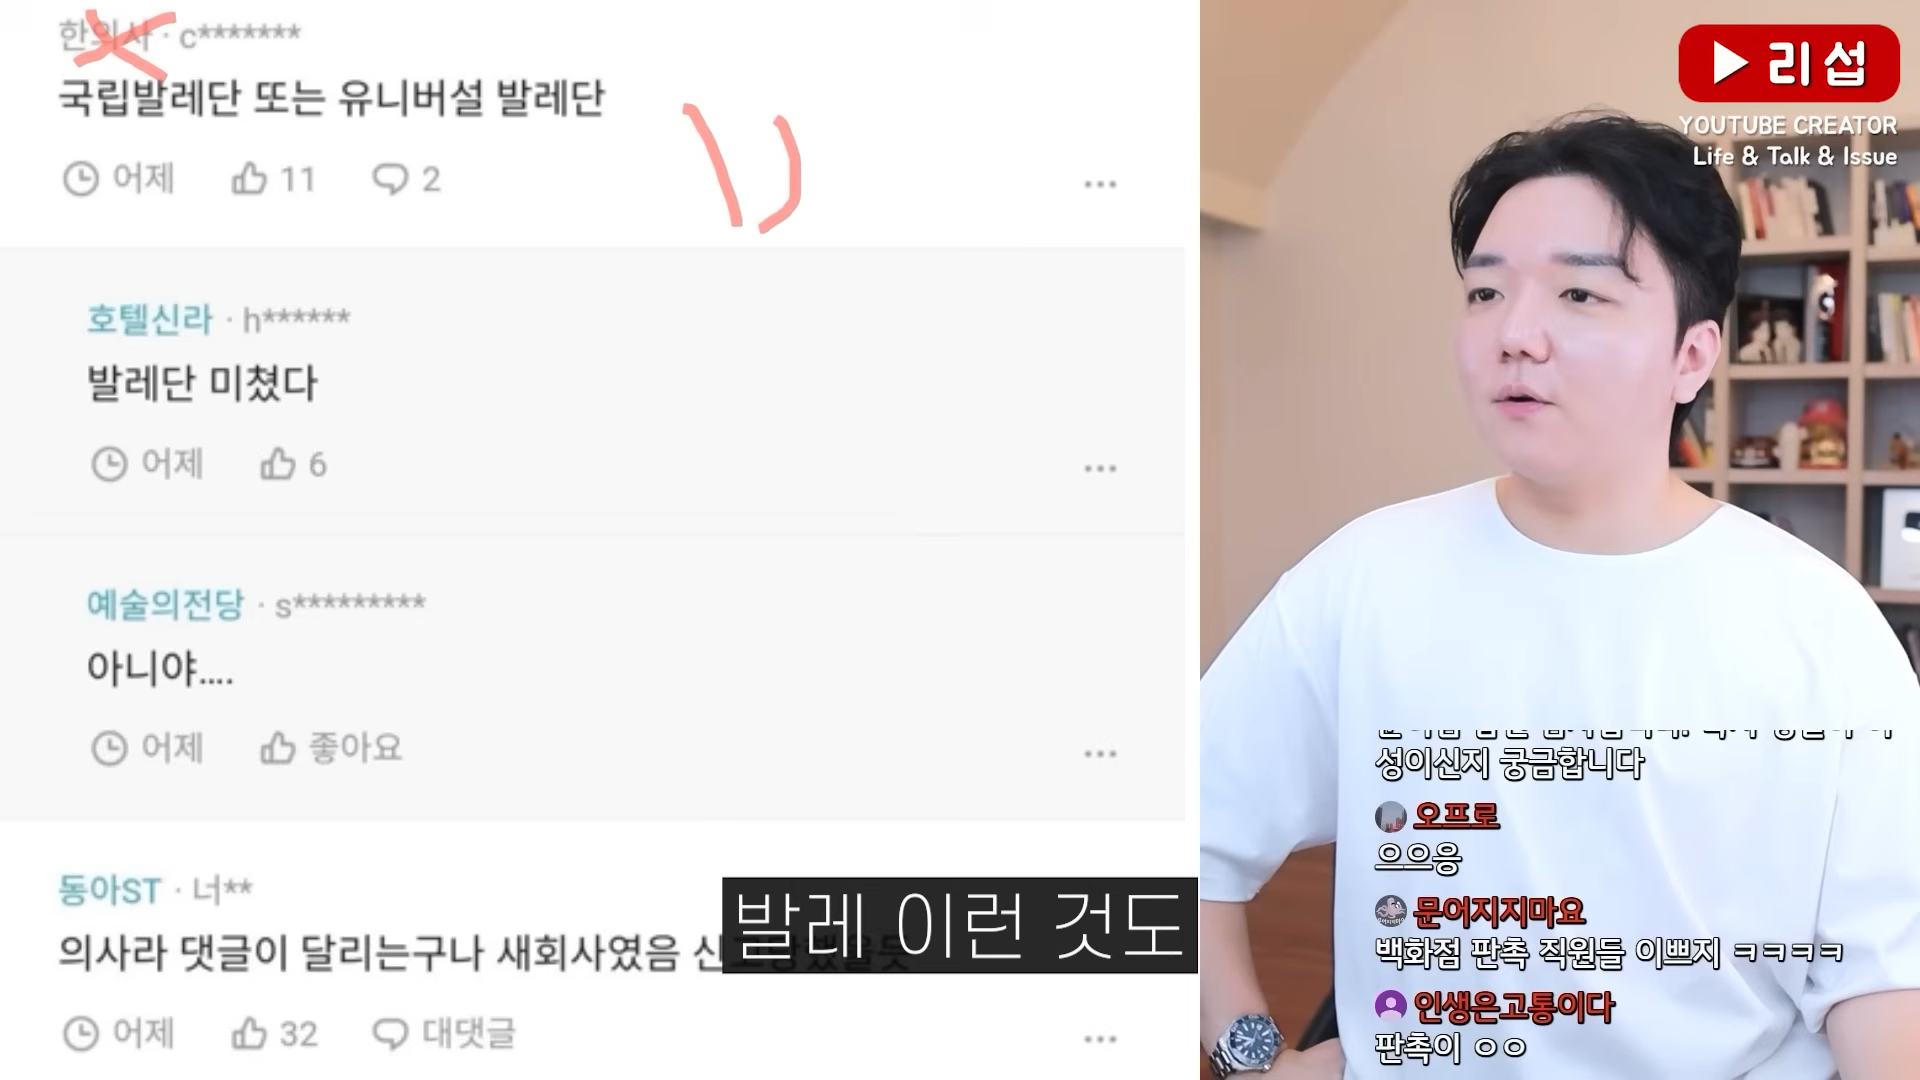 한의사 · c*******
국립발레단 또는 유니버설 발레단
어제 11 2
호텔신라 · h******
발레단 미쳤다
어제 6
예술의전당 · s*********
아니야....
어제 좋아요
동아ST · 너**
의사라 댓글이 달리는구나 새회사였음
어제 32 대댓글
발레 이런 것도
리섭
YOUTUBE CREATOR
Life & Talk & Issue
성이신지 궁금합니다
오프로
으으응
문어지지마요
백화점 판촉 직원들 이쁘지 ㅋㅋㅋㅋ
인생은고통이다
판촉이 ㅇㅇ